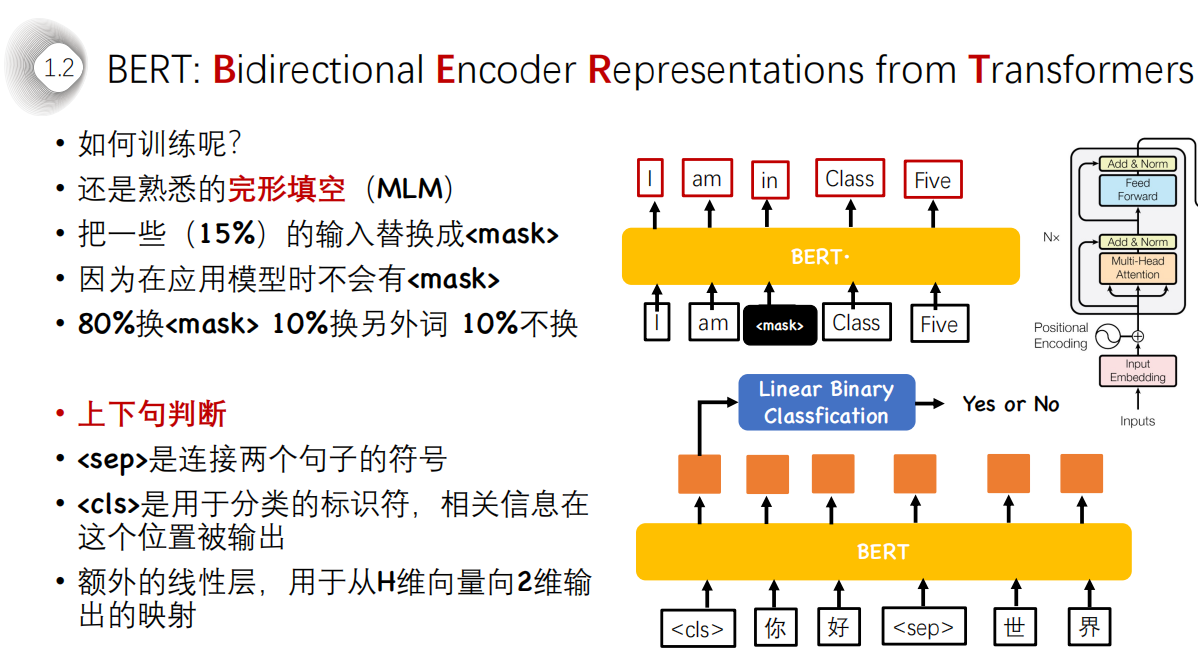 1.2
BERT: Bidirectional Encoder Representations from Transformers
• 如何训练呢？
• 还是熟悉的完形填空（MLM）
• 把一些（15%）的输入替换成<mask>
• 因为在应用模型时不会有<mask>
• 80%换<mask> 10%换另外词 10%不换
• 上下句判断
• <sep>是连接两个句子的符号
• <cls>是用于分类的标识符，相关信息在
这个位置被输出
• 额外的线性层，用于从H维向量向2维输
出的映射
I am in Class Five
BERT·
I am <mask> Class Five
Linear Binary
Classfication
Yes or No
BERT
<cls> 你 好 <sep> 世 界
Add & Norm
Feed
Forward
N×
Add & Norm
Multi-Head
Attention
Positional
Encoding
Input
Embedding
Inputs